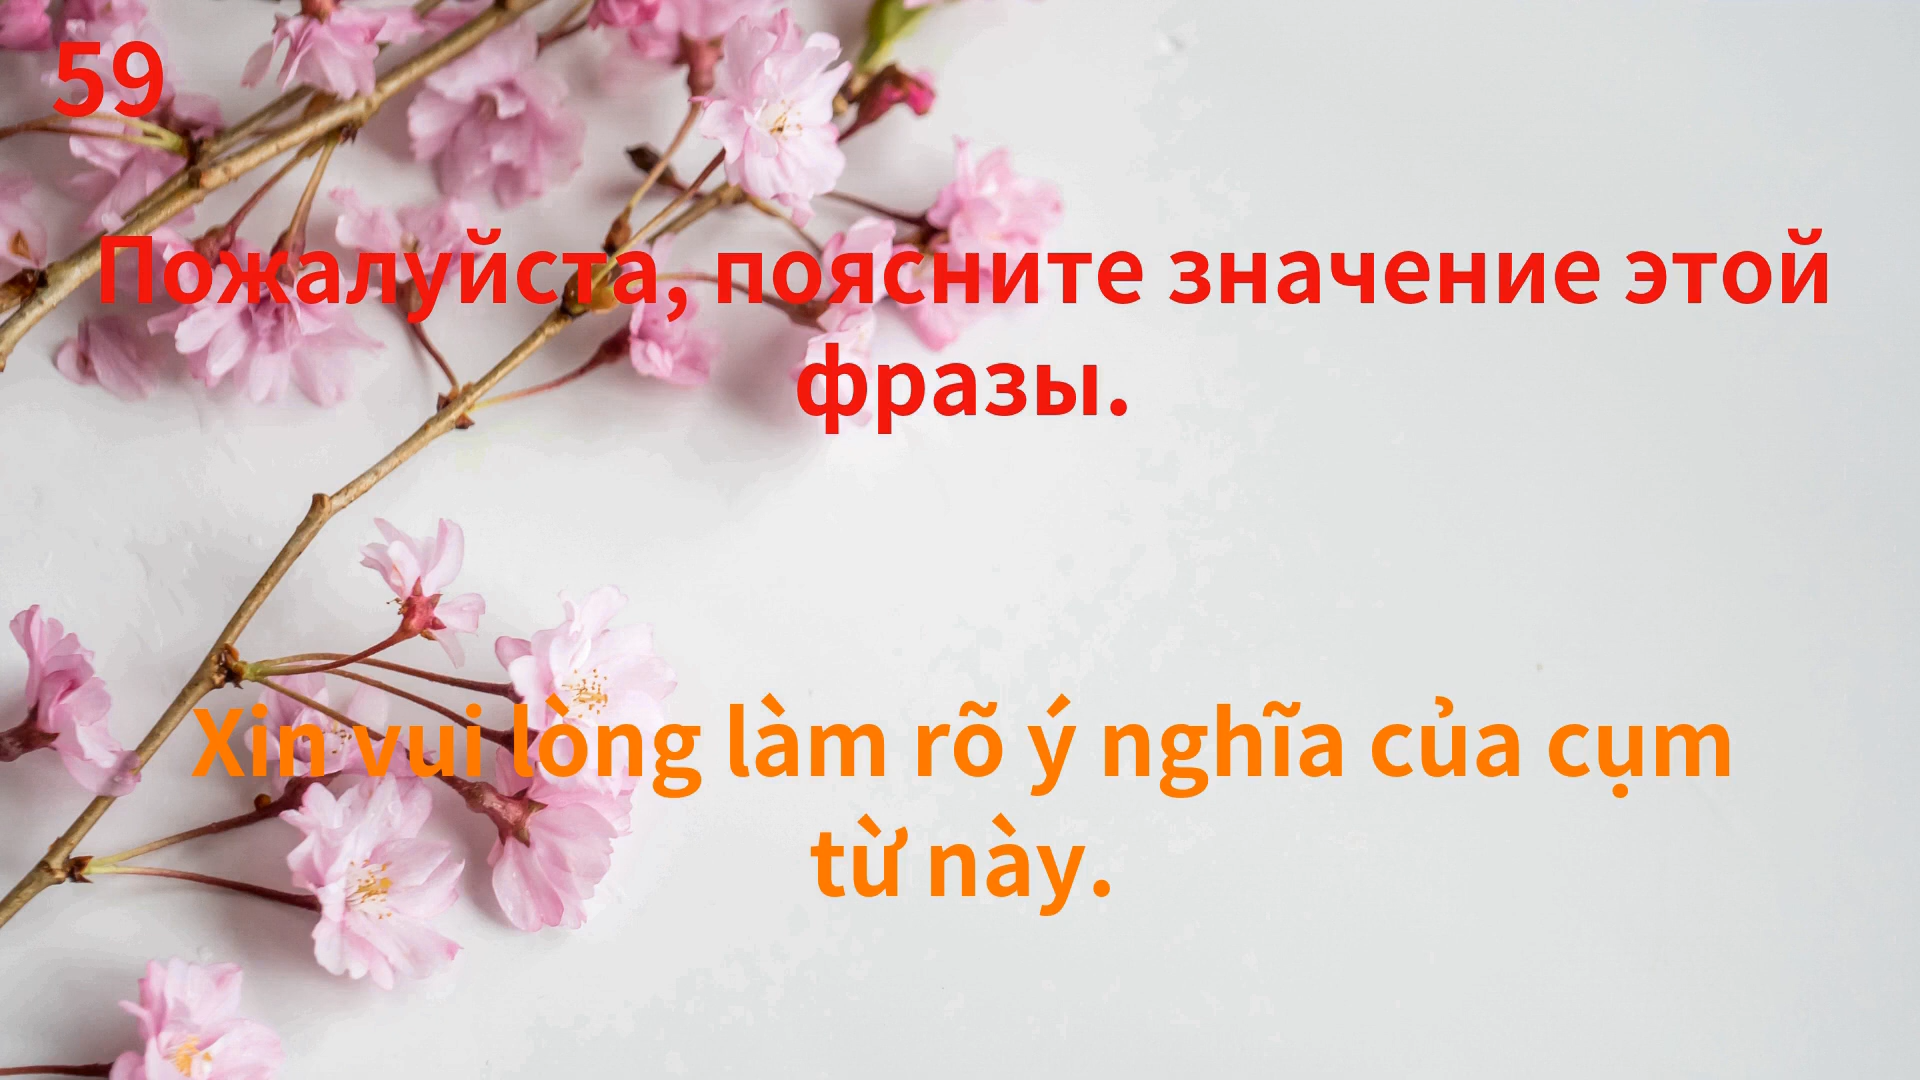 59
Пожалуйста, поясните значение этой
фразы.
Xin vui lòng làm rõ ý nghĩa của cụm
từ này.